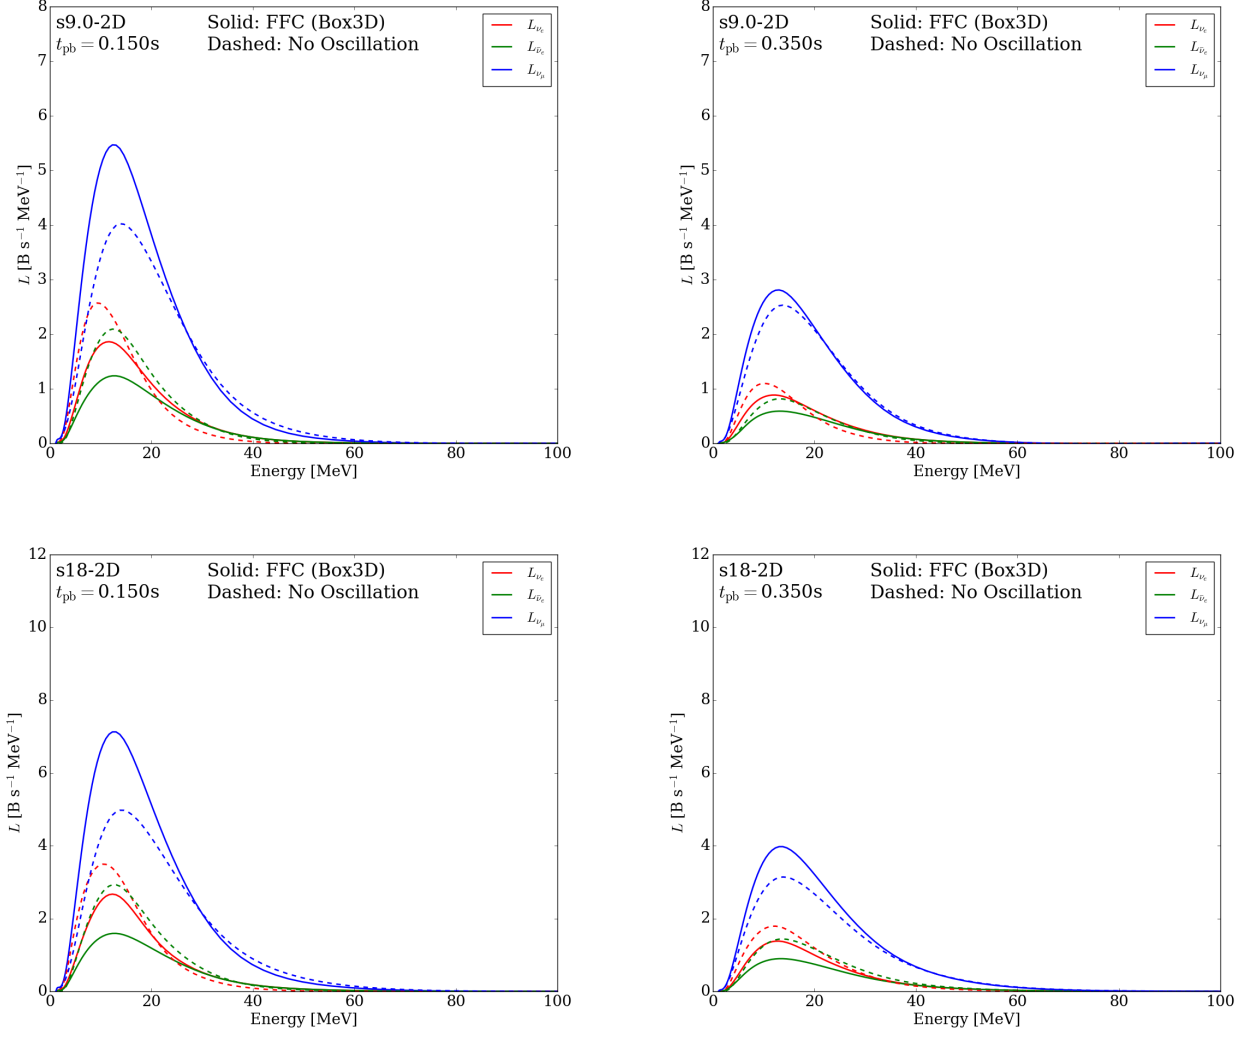 s9.0-2D Solid: FFC (Box3D)
t_pb = 0.150s Dashed: No Oscillation
L_νe
L_ν̄e
L_νμ
8
7
6
5
4
3
2
1
0
L [B s⁻¹ MeV⁻¹]
0 20 40 60 80 100
Energy [MeV]
s9.0-2D Solid: FFC (Box3D)
t_pb = 0.350s Dashed: No Oscillation
L_νe
L_ν̄e
L_νμ
8
7
6
5
4
3
2
1
0
L [B s⁻¹ MeV⁻¹]
0 20 40 60 80 100
Energy [MeV]
s18-2D Solid: FFC (Box3D)
t_pb = 0.150s Dashed: No Oscillation
L_νe
L_ν̄e
L_νμ
12
10
8
6
4
2
0
L [B s⁻¹ MeV⁻¹]
0 20 40 60 80 100
Energy [MeV]
s18-2D Solid: FFC (Box3D)
t_pb = 0.350s Dashed: No Oscillation
L_νe
L_ν̄e
L_νμ
12
10
8
6
4
2
0
L [B s⁻¹ MeV⁻¹]
0 20 40 60 80 100
Energy [MeV]